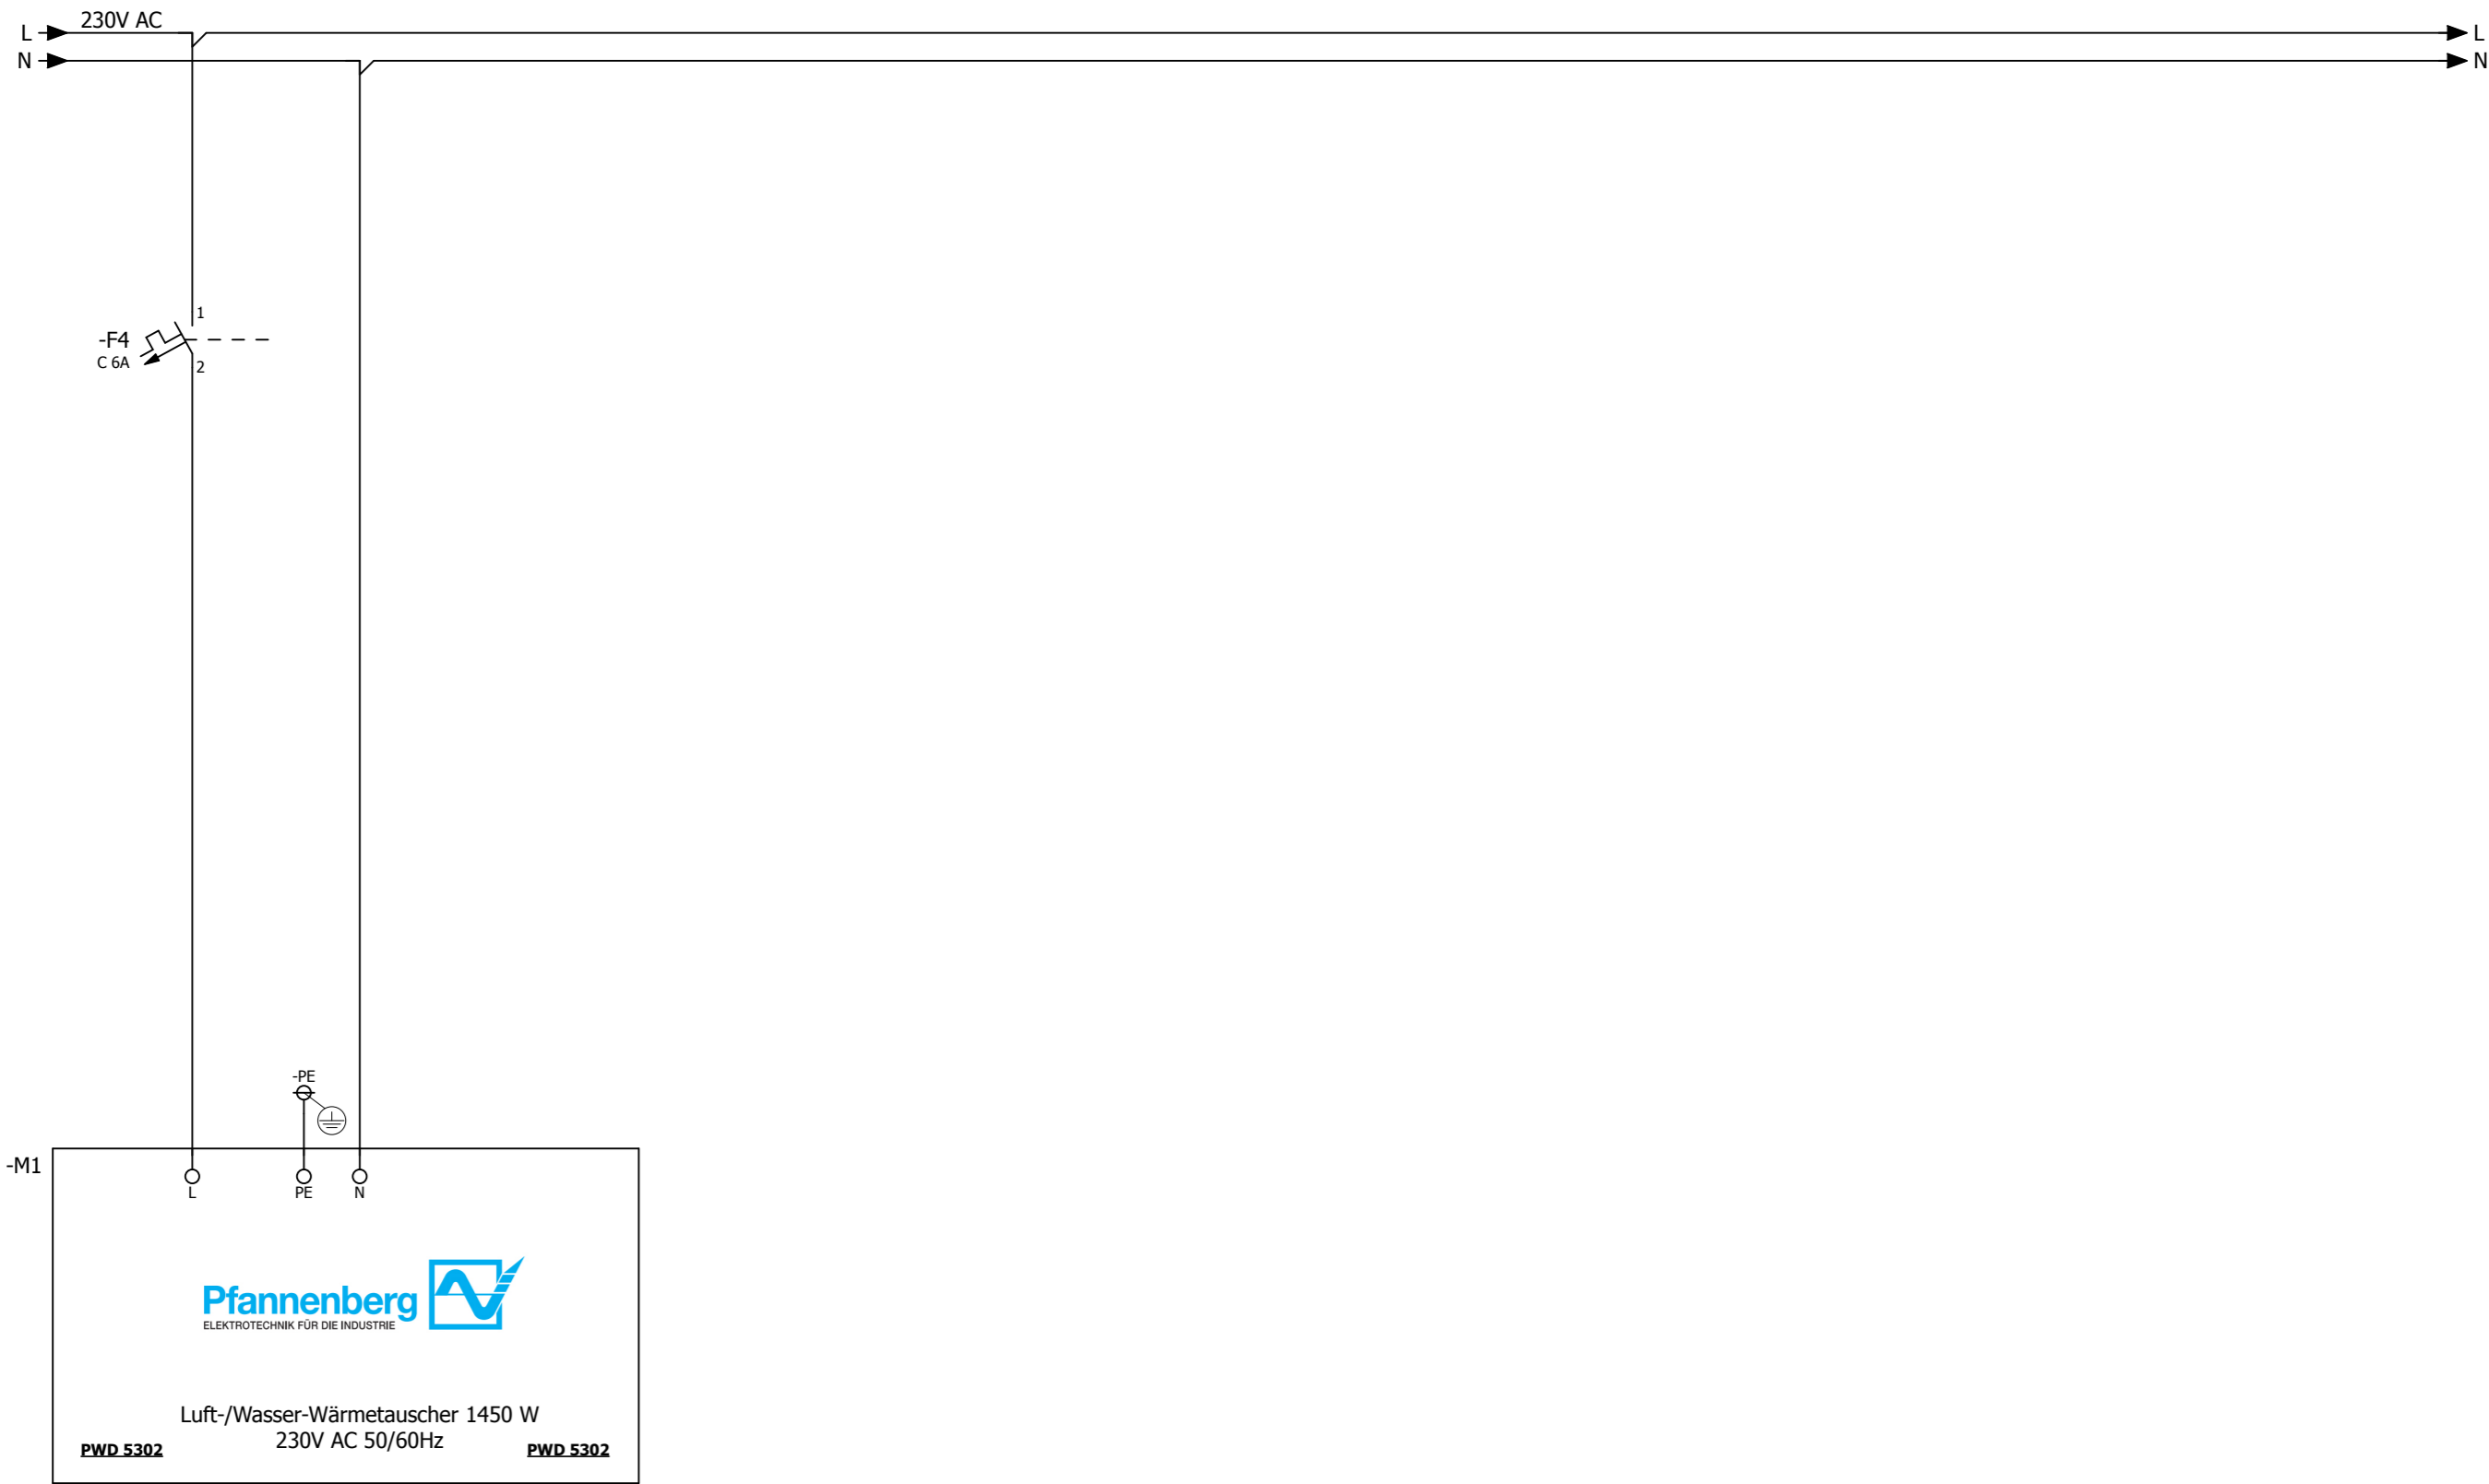 230V AC
L
L
N
N
1
-F4
C 6A
2
-PE
-M1
L
PE
N
Pfannenberg
ELEKTROTECHNIK FÜR DIE INDUSTRIE
Luft-/Wasser-Wärmetauscher 1450 W
230V AC 50/60Hz
PWD 5302
PWD 5302